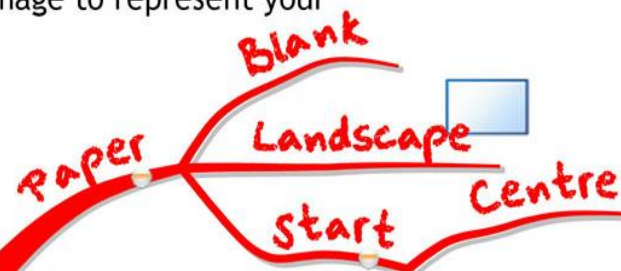 image to represent your
Blank
Landscape
Paper
Centre
Start